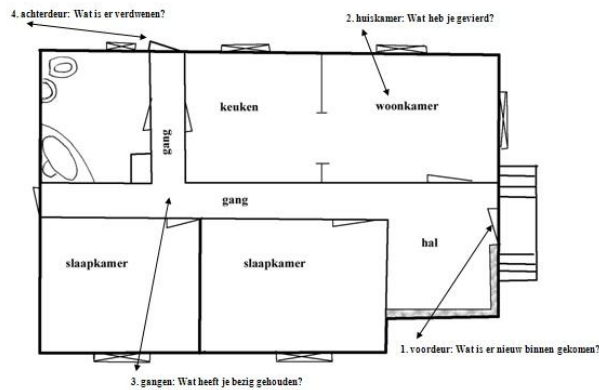 4. achterdeur: Wat is er verdwenen?
2. huiskamer: Wat heb je gevierd?
keuken
woonkamer
gang
gang
hal
slaapkamer
slaapkamer
1. voordeur: Wat is er nieuw binnen gekomen?
3. gangen: Wat heeft je bezig gehouden?